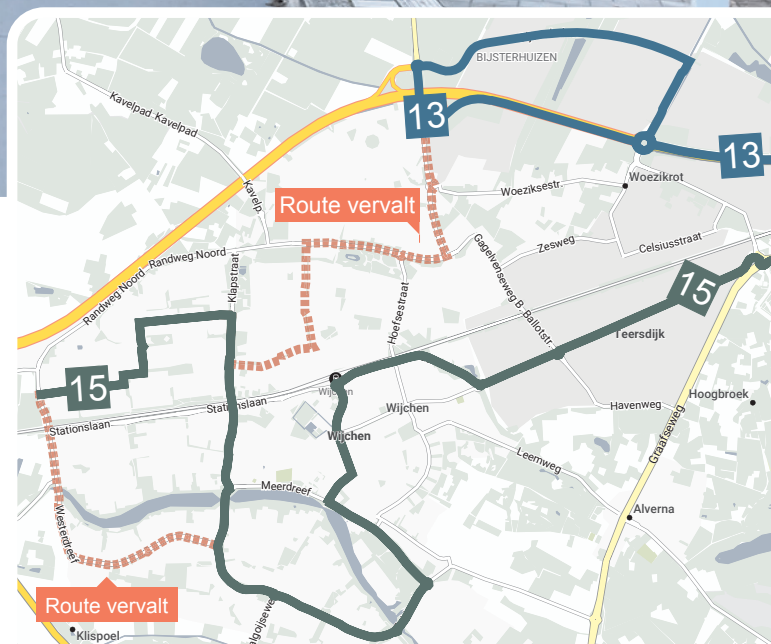 BIJSTERHUIZEN
13
13
Kavelpad Kavelpad
Kavelp.
Woeziksestr.
Woezikrot
Route vervalt
Zesweg
Celsiusstraat
Gagelvenseweg B. Ballotstr.
Randweg Noord
Randweg Noord
Klapstraat
Hoefsestraat
15
Teersdijk
15
Wijchen
Stationslaan
Stationslaan
Wijchen
Wijchen
Havenweg
Hoogbroek
Graafseweg
Leemweg
Meerdreef
Alverna
Westerdreef
Route vervalt
Klispoel